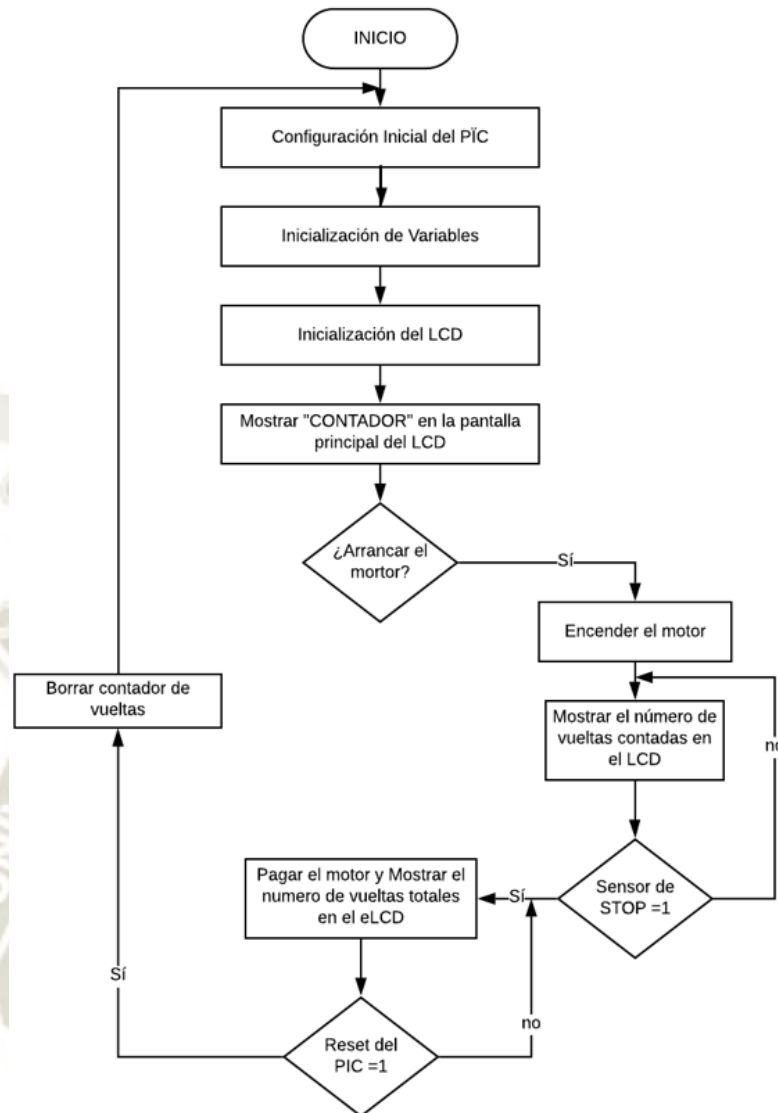 INICIO
Configuración Inicial del PÏC
Inicialización de Variables
Inicialización del LCD
Mostrar "CONTADOR" en la pantalla
principal del LCD
¿Arrancar el
mortor?
Sí
Encender el motor
Borrar contador de
vueltas
Mostrar el número de
vueltas contadas en
el LCD
no
Pagar el motor y Mostrar el
numero de vueltas totales
en el eLCD
Sí
Sensor de
STOP =1
Sí
no
Reset del
PIC =1